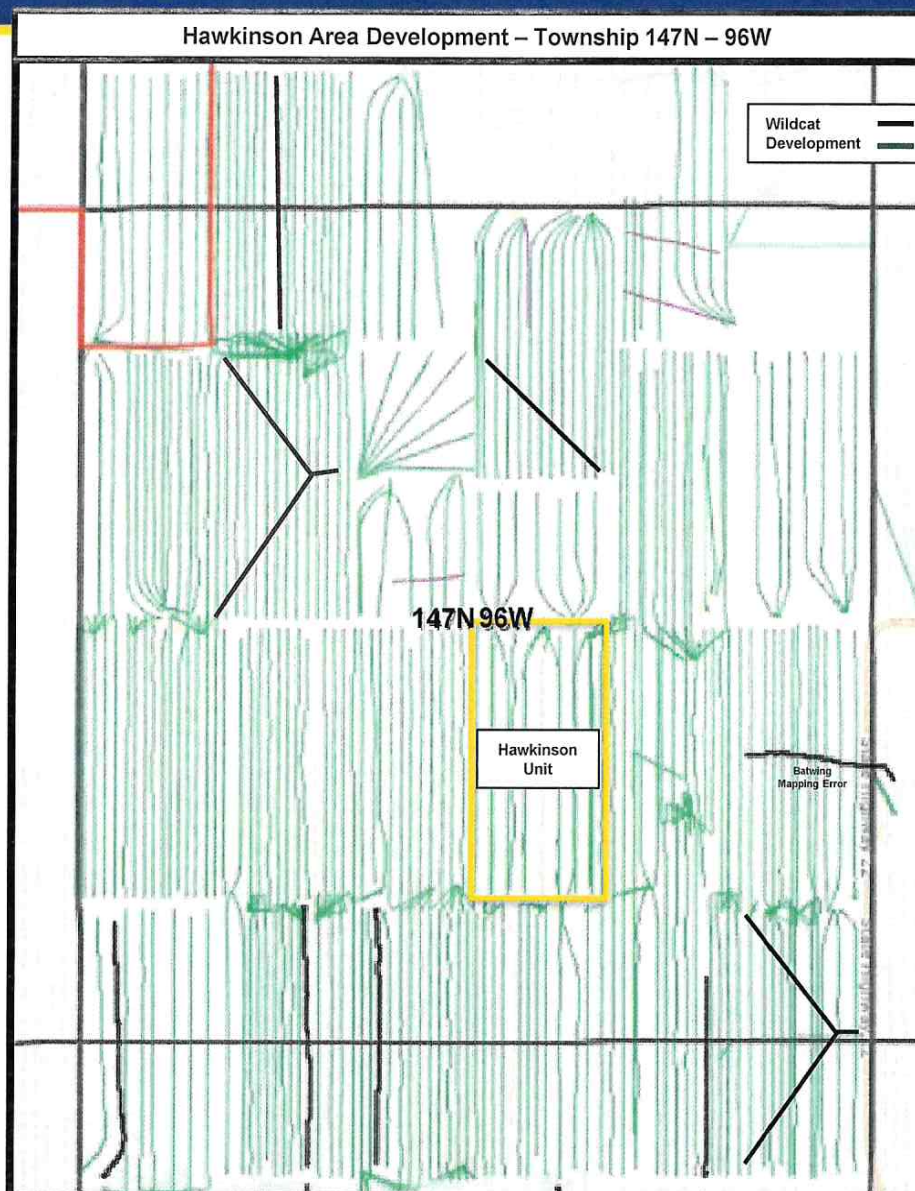 Hawkinson Area Development – Township 147N – 96W
Wildcat
Development
147N 96W
Hawkinson
Unit
Batwing
Mapping Error